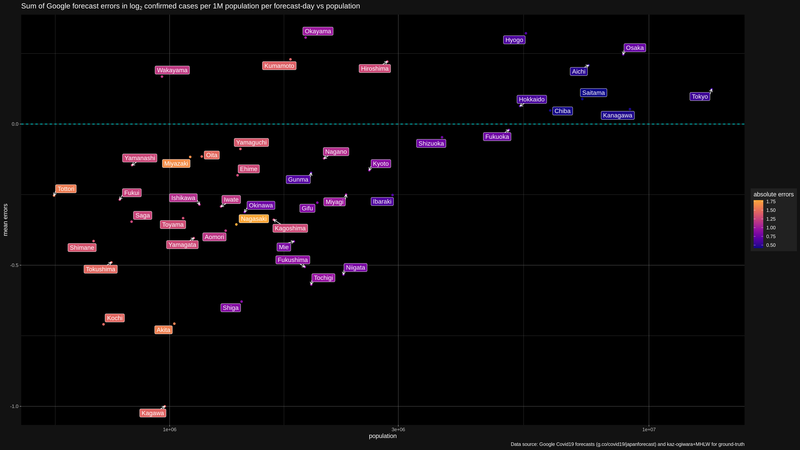 Sum of Google forecast errors in log2 confirmed cases per 1M population per forecast-day vs population
Okayama
Hyogo
Osaka
Wakayama
Kumamoto
Hiroshima
Aichi
Saitama
Tokyo
Hokkaido
Chiba
Kanagawa
0.0
Fukuoka
Shizuoka
Yamaguchi
Nagano
Oita
Yamanashi
Miyazaki
Kyoto
Ehime
Gunma
Tottori
Fukui
Ishikawa
Iwate
Okinawa
Gifu
Miyagi
Ibaraki
Saga
Toyama
Nagasaki
Kagoshima
mean errors
Aomori
Shimane
Yamagata
Mie
-0.5
Fukushima
Tokushima
Niigata
Tochigi
Shiga
Kochi
Akita
-1.0
Kagawa
1e+06
3e+06
1e+07
population
absolute errors
1.75
1.50
1.25
1.00
0.75
0.50
Data source: Google Covid19 forecasts (g.co/covid19/japanforecast) and kaz-ogiwara+MHLW for ground-truth